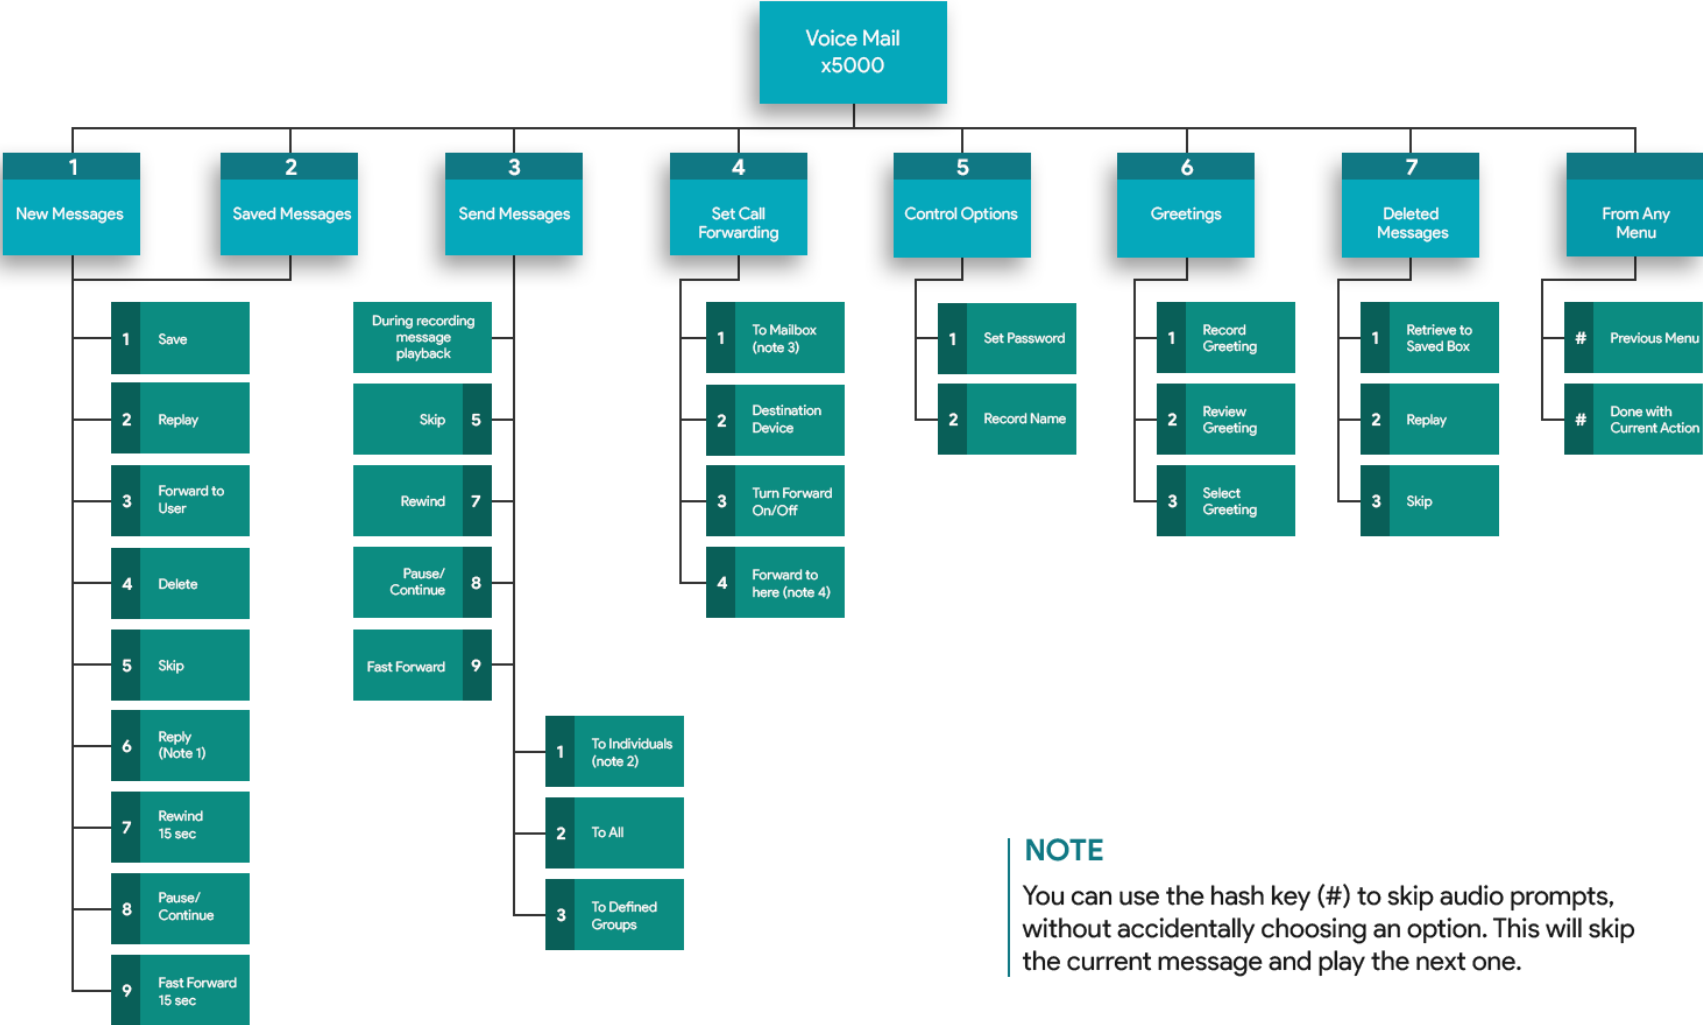 Voice Mail
x5000
1
New Messages
2
Saved Messages
3
Send Messages
4
Set Call
Forwarding
5
Control Options
6
Greetings
7
Deleted
Messages
From Any
Menu
1
Save
2
Replay
3
Forward to
User
4
Delete
5
Skip
6
Reply
(Note 1)
7
Rewind
15 sec
8
Pause/
Continue
9
Fast Forward
15 sec
During recording
message
playback
Skip
5
Rewind
7
Pause/
Continue
8
Fast Forward
9
1
To Individuals
(note 2)
2
To All
3
To Defined
Groups
1
To Mailbox
(note 3)
2
Destination
Device
3
Turn Forward
On/Off
4
Forward to
here (note 4)
1
Set Password
2
Record Name
1
Record
Greeting
2
Review
Greeting
3
Select
Greeting
1
Retrieve to
Saved Box
2
Replay
3
Skip
#
Previous Menu
#
Done with
Current Action
NOTE
You can use the hash key (#) to skip audio prompts,
without accidentally choosing an option. This will skip
the current message and play the next one.